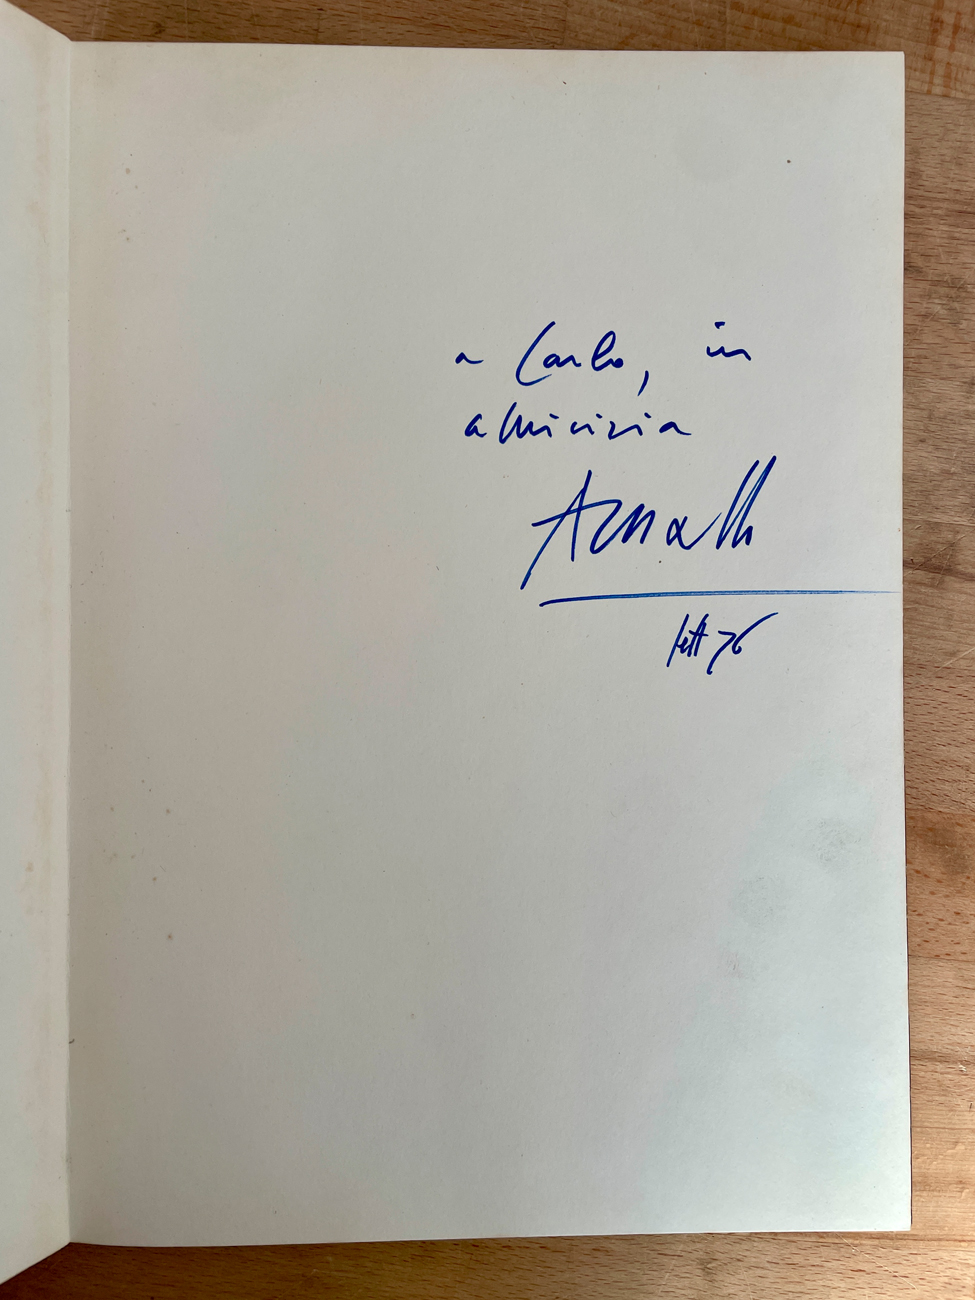 a Carlo, in
amicizia
Arnaldo
sett 76